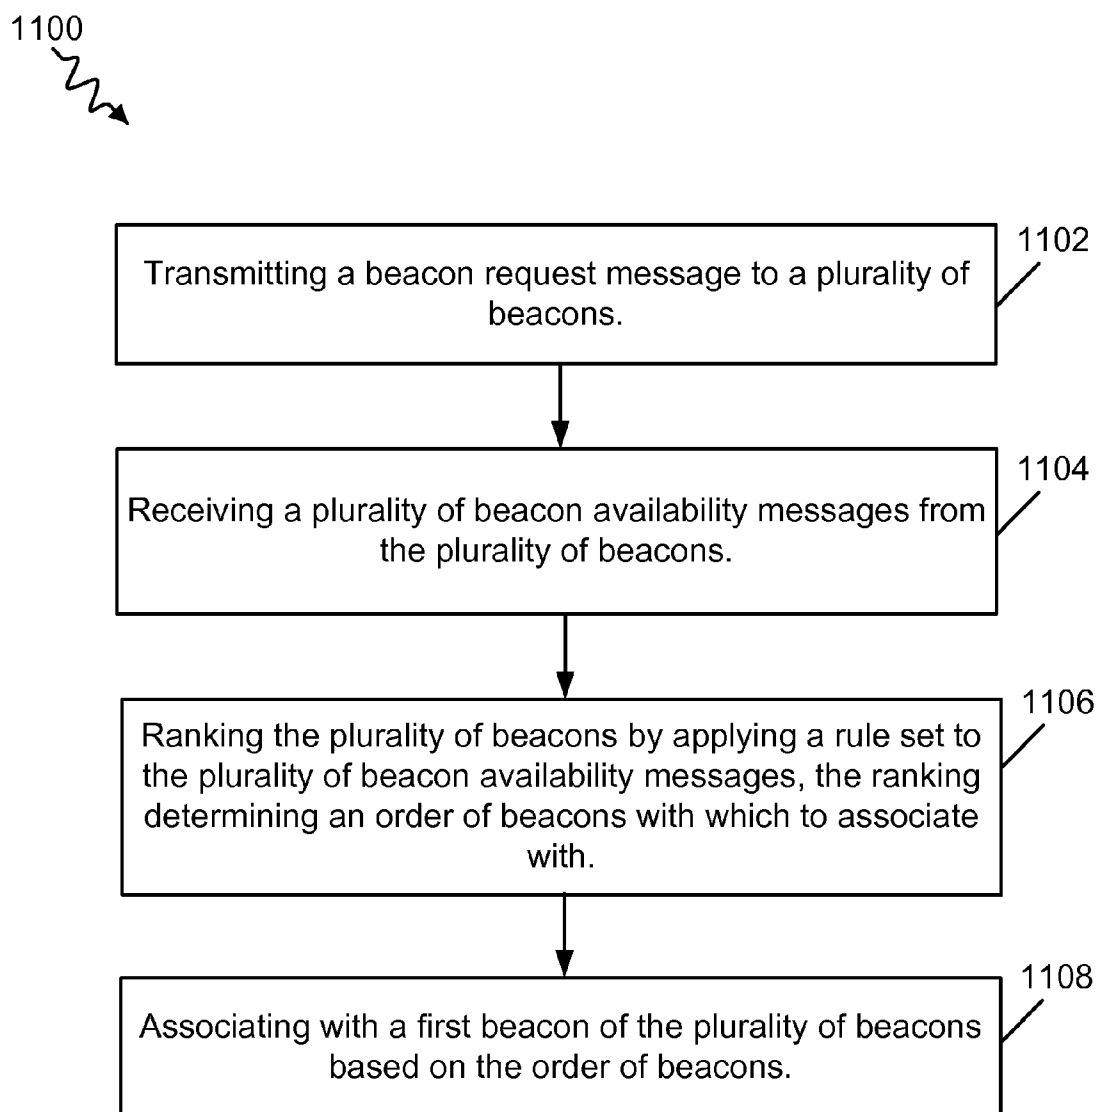 1100
1102
Transmitting a beacon request message to a plurality of
beacons.
1104
Receiving a plurality of beacon availability messages from
the plurality of beacons.
1106
Ranking the plurality of beacons by applying a rule set to
the plurality of beacon availability messages, the ranking
determining an order of beacons with which to associate
with.
1108
Associating with a first beacon of the plurality of beacons
based on the order of beacons.